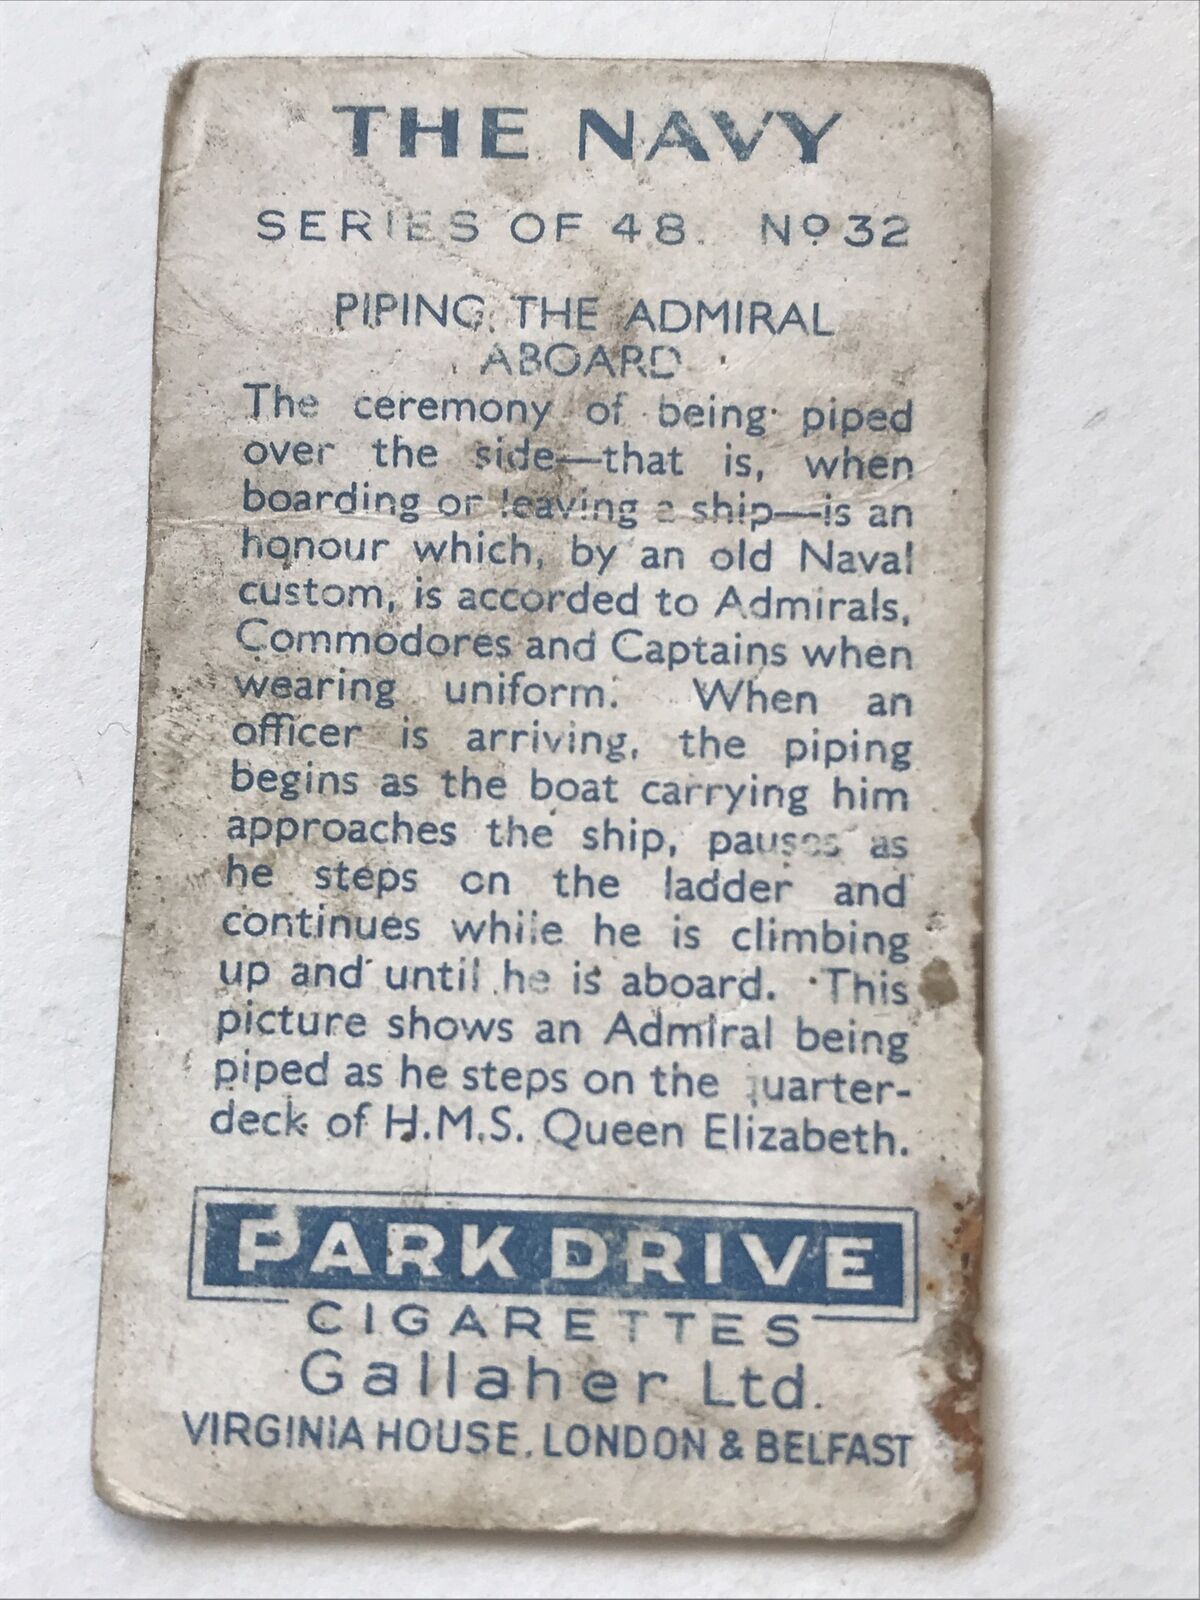 THE NAVY
SERIES OF 48. Nº 32
PIPING THE ADMIRAL
ABOARD
The ceremony of being piped
over the side—that is, when
boarding or leaving a ship—is an
honour which, by an old Naval
custom, is accorded to Admirals,
Commodores and Captains when
wearing uniform. When an
officer is arriving, the piping
begins as the boat carrying him
approaches the ship, pauses as
he steps on the ladder and
continues while he is climbing
up and until he is aboard. This
picture shows an Admiral being
piped as he steps on the quarter-
deck of H.M.S. Queen Elizabeth.
PARK DRIVE
CIGARETTES
Gallaher Ltd.
VIRGINIA HOUSE, LONDON & BELFAST